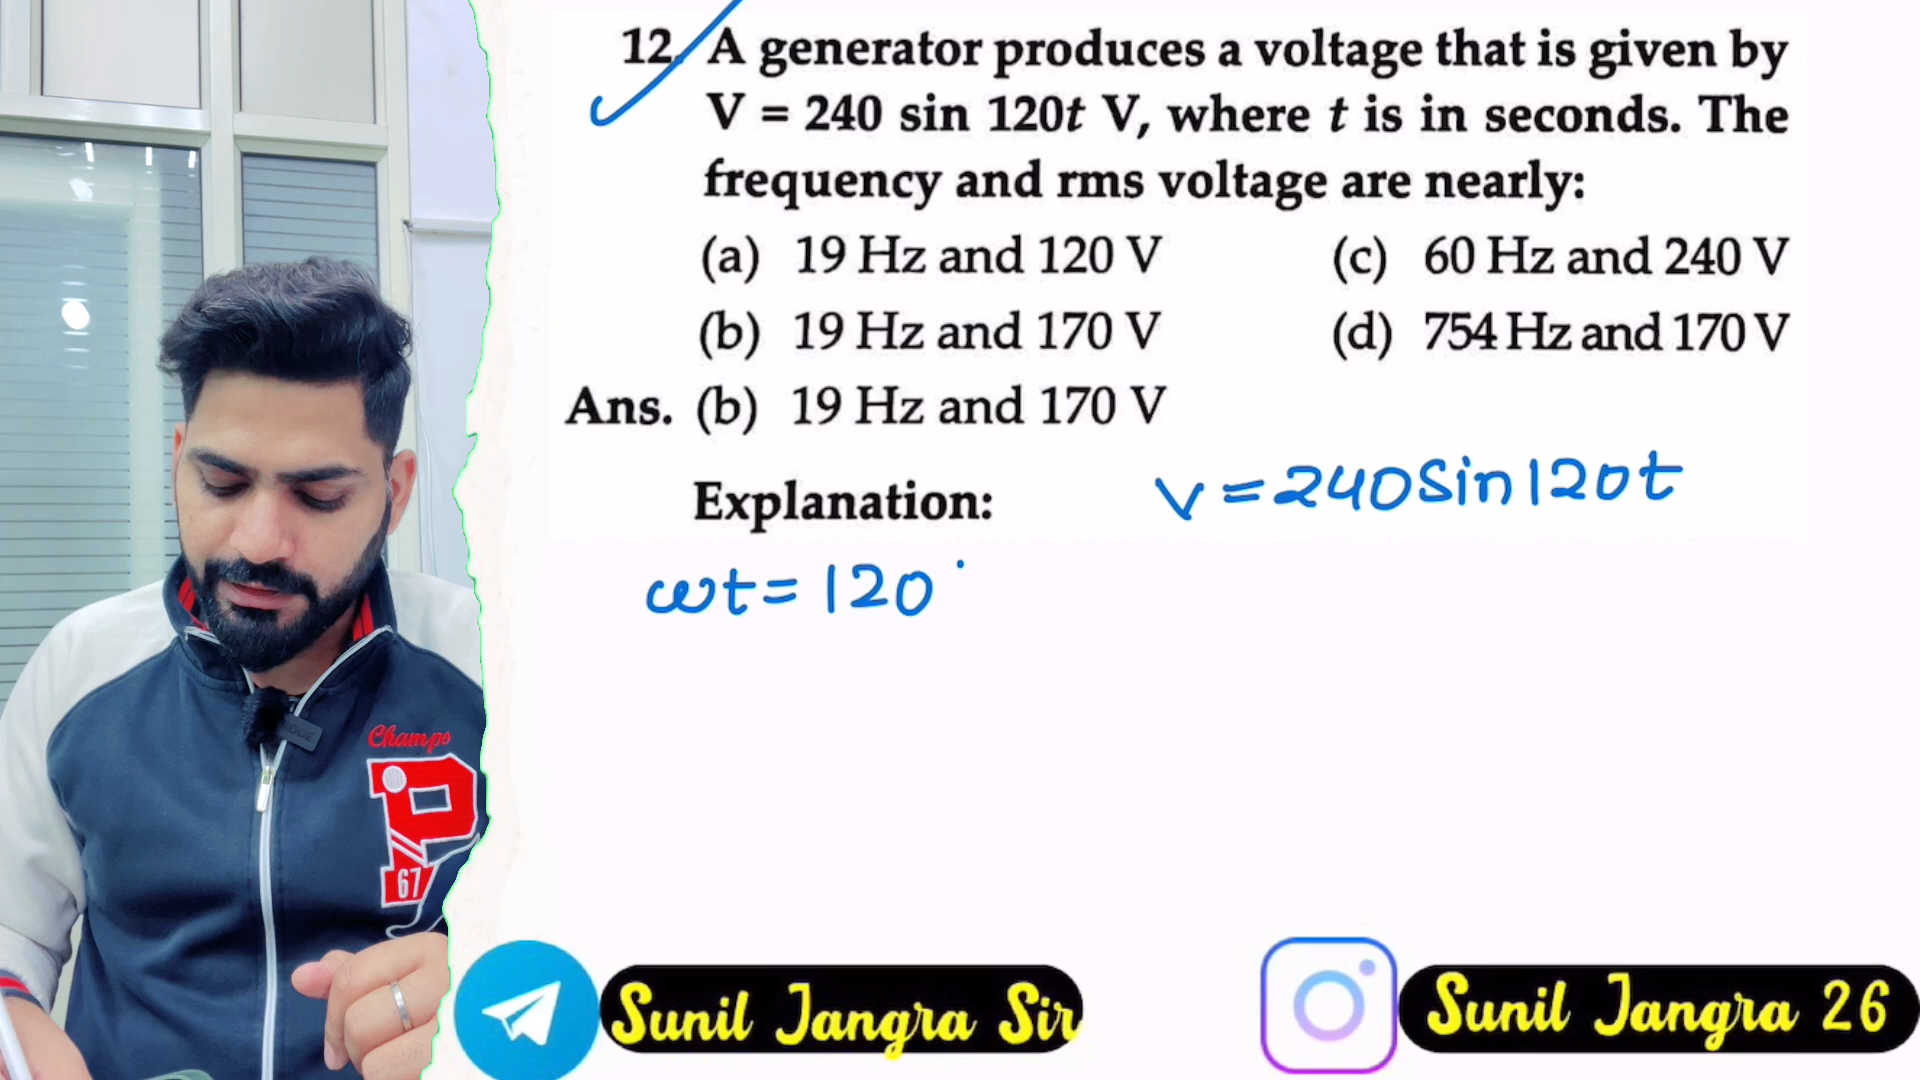 12. A generator produces a voltage that is given by
V = 240 sin 120t V, where t is in seconds. The
frequency and rms voltage are nearly:
(a) 19 Hz and 120 V (c) 60 Hz and 240 V
(b) 19 Hz and 170 V (d) 754 Hz and 170 V
Ans. (b) 19 Hz and 170 V
Explanation:
V = 240 Sin 120t
ωt = 120
Champs
P
67
Sunil Jangra Sir
Sunil Jangra 26